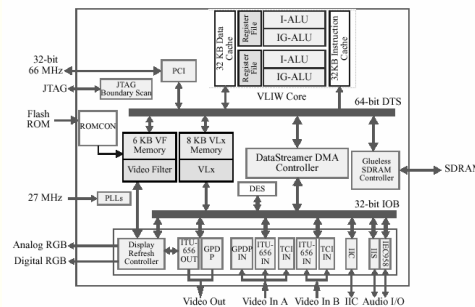 32 KB Data Cache
Register File
I-ALU
IG-ALU
Register File
I-ALU
IG-ALU
32 KB Instruction Cache
VLIW Core
32-bit
66 MHz
PCI
JTAG
JTAG
Boundary Scan
64-bit DTS
Flash
ROM
ROMCON
6 KB VF
Memory
Video Filter
8 KB VLx
Memory
VLx
DataStreamer DMA
Controller
Glueless
SDRAM
Controller
SDRAM
DES
27 MHz
PLLs
32-bit IOB
Analog RGB
Digital RGB
Display
Refresh
Controller
ITU-
656
OUT
GPD
P
GPDP
IN
ITU-
656
IN
TCI
IN
ITU-
656
IN
TCI
IN
IIC
IIS
IEC958
Video Out
Video In A
Video In B
IIC
Audio I/O